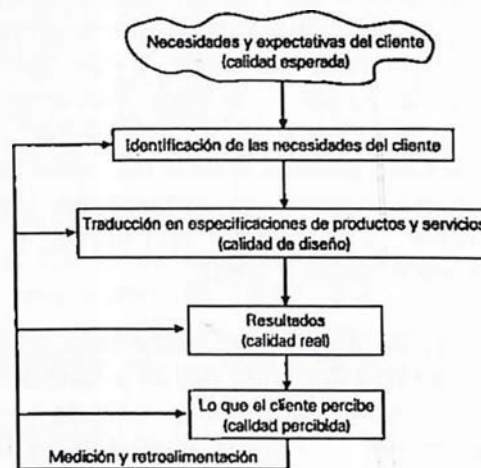 Necesidades y expectativas del cliente
(calidad esperada)
Identificación de las necesidades del cliente
Traducción en especificaciones de productos y servicios
(calidad de diseño)
Resultados
(calidad real)
Lo que el cliente percibe
(calidad percibida)
Medición y retroalimentación